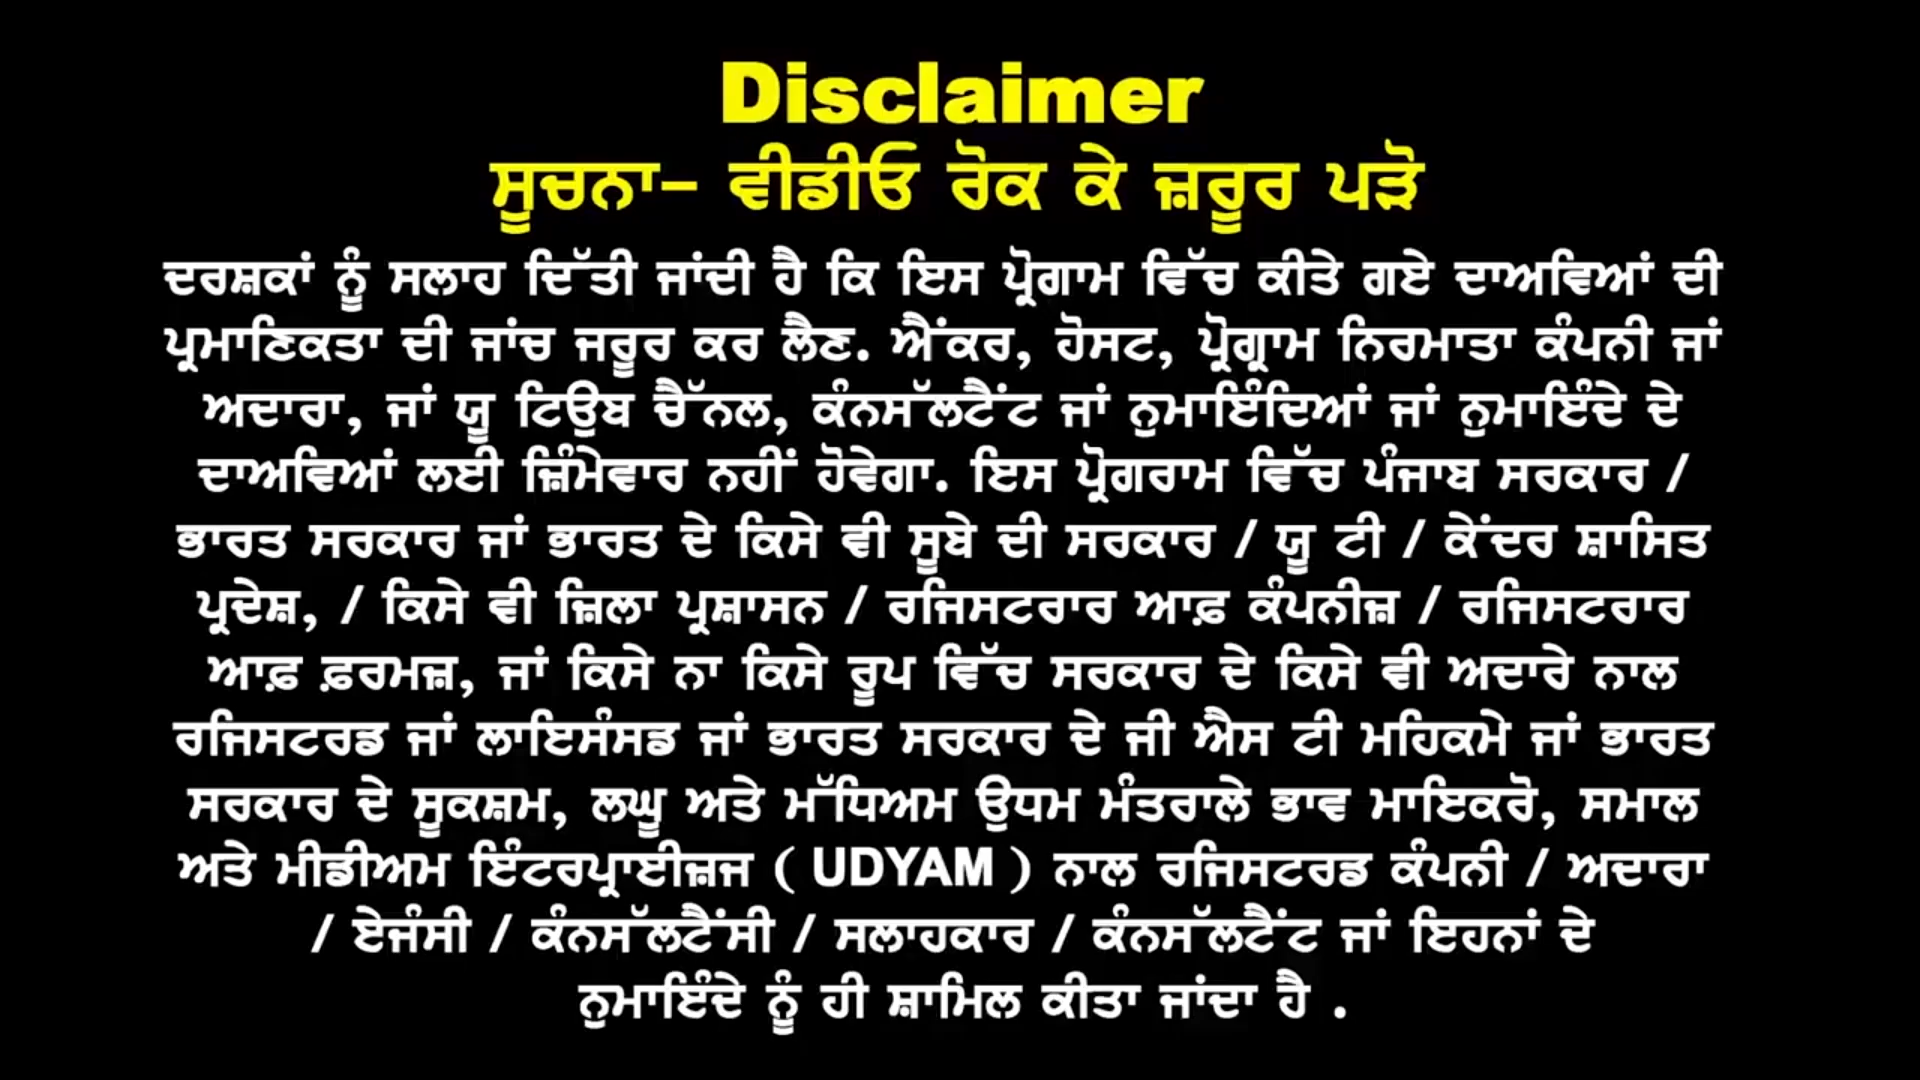 Disclaimer
ਸੂਚਨਾ- ਵੀਡੀਓ ਰੋਕ ਕੇ ਜ਼ਰੂਰ ਪੜੋ
ਦਰਸ਼ਕਾਂ ਨੂੰ ਸਲਾਹ ਦਿੱਤੀ ਜਾਂਦੀ ਹੈ ਕਿ ਇਸ ਪ੍ਰੋਗਾਮ ਵਿੱਚ ਕੀਤੇ ਗਏ ਦਾਅਵਿਆਂ ਦੀ
ਪ੍ਰਮਾਣਿਕਤਾ ਦੀ ਜਾਂਚ ਜਰੂਰ ਕਰ ਲੈਣ. ਐਂਕਰ, ਹੋਸਟ, ਪ੍ਰੋਗ੍ਰਾਮ ਨਿਰਮਾਤਾ ਕੰਪਨੀ ਜਾਂ
ਅਦਾਰਾ, ਜਾਂ ਯੂ ਟਿਊਬ ਚੈੱਨਲ, ਕੰਨਸੱਲਟੈਂਟ ਜਾਂ ਨੁਮਾਇੰਦਿਆਂ ਜਾਂ ਨੁਮਾਇੰਦੇ ਦੇ
ਦਾਅਵਿਆਂ ਲਈ ਜ਼ਿੰਮੇਵਾਰ ਨਹੀਂ ਹੋਵੇਗਾ. ਇਸ ਪ੍ਰੋਗਰਾਮ ਵਿੱਚ ਪੰਜਾਬ ਸਰਕਾਰ /
ਭਾਰਤ ਸਰਕਾਰ ਜਾਂ ਭਾਰਤ ਦੇ ਕਿਸੇ ਵੀ ਸੂਬੇ ਦੀ ਸਰਕਾਰ / ਯੂ ਟੀ / ਕੇਂਦਰ ਸ਼ਾਸਿਤ
ਪ੍ਰਦੇਸ਼, / ਕਿਸੇ ਵੀ ਜ਼ਿਲਾ ਪ੍ਰਸ਼ਾਸਨ / ਰਜਿਸਟਰਾਰ ਆਫ਼ ਕੰਪਨੀਜ਼ / ਰਜਿਸਟਰਾਰ
ਆਫ਼ ਫ਼ਰਮਜ਼, ਜਾਂ ਕਿਸੇ ਨਾ ਕਿਸੇ ਰੂਪ ਵਿੱਚ ਸਰਕਾਰ ਦੇ ਕਿਸੇ ਵੀ ਅਦਾਰੇ ਨਾਲ
ਰਜਿਸਟਰਡ ਜਾਂ ਲਾਇਸੰਸਡ ਜਾਂ ਭਾਰਤ ਸਰਕਾਰ ਦੇ ਜੀ ਐਸ ਟੀ ਮਹਿਕਮੇ ਜਾਂ ਭਾਰਤ
ਸਰਕਾਰ ਦੇ ਸੂਕਸ਼ਮ, ਲਘੂ ਅਤੇ ਮੱਧਿਅਮ ਉਧਮ ਮੰਤਰਾਲੇ ਭਾਵ ਮਾਇਕਰੋ, ਸਮਾਲ
ਅਤੇ ਮੀਡੀਅਮ ਇੰਟਰਪ੍ਰਾਈਜ਼ਜ ( UDYAM ) ਨਾਲ ਰਜਿਸਟਰਡ ਕੰਪਨੀ / ਅਦਾਰਾ
/ ਏਜੰਸੀ / ਕੰਨਸੱਲਟੈਂਸੀ / ਸਲਾਹਕਾਰ / ਕੰਨਸੱਲਟੈਂਟ ਜਾਂ ਇਹਨਾਂ ਦੇ
ਨੁਮਾਇੰਦੇ ਨੂੰ ਹੀ ਸ਼ਾਮਿਲ ਕੀਤਾ ਜਾਂਦਾ ਹੈ .